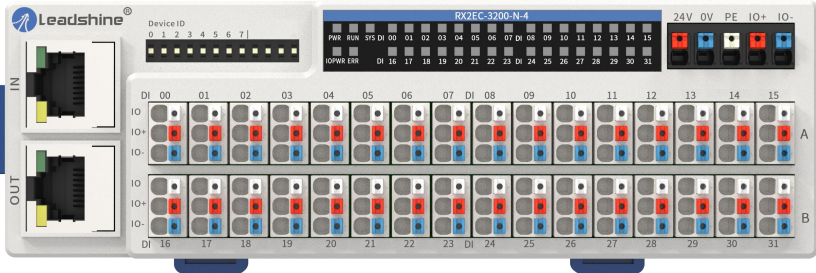 Leadshine®
Device ID
0 1 2 3 4 5 6 7
RX2EC-3200-N-4
PWR RUN SYS DI 00 01 02 03 04 05 06 07 DI 08 09 10 11 12 13 14 15
IOPWR ERR DI 16 17 18 19 20 21 22 23 DI 24 25 26 27 28 29 30 31
24V 0V PE IO+ IO-
IN
OUT
DI 00 01 02 03 04 05 06 07 DI 08 09 10 11 12 13 14 15
IO
IO+
IO-
A
IO
IO+
IO-
B
DI 16 17 18 19 20 21 22 23 DI 24 25 26 27 28 29 30 31